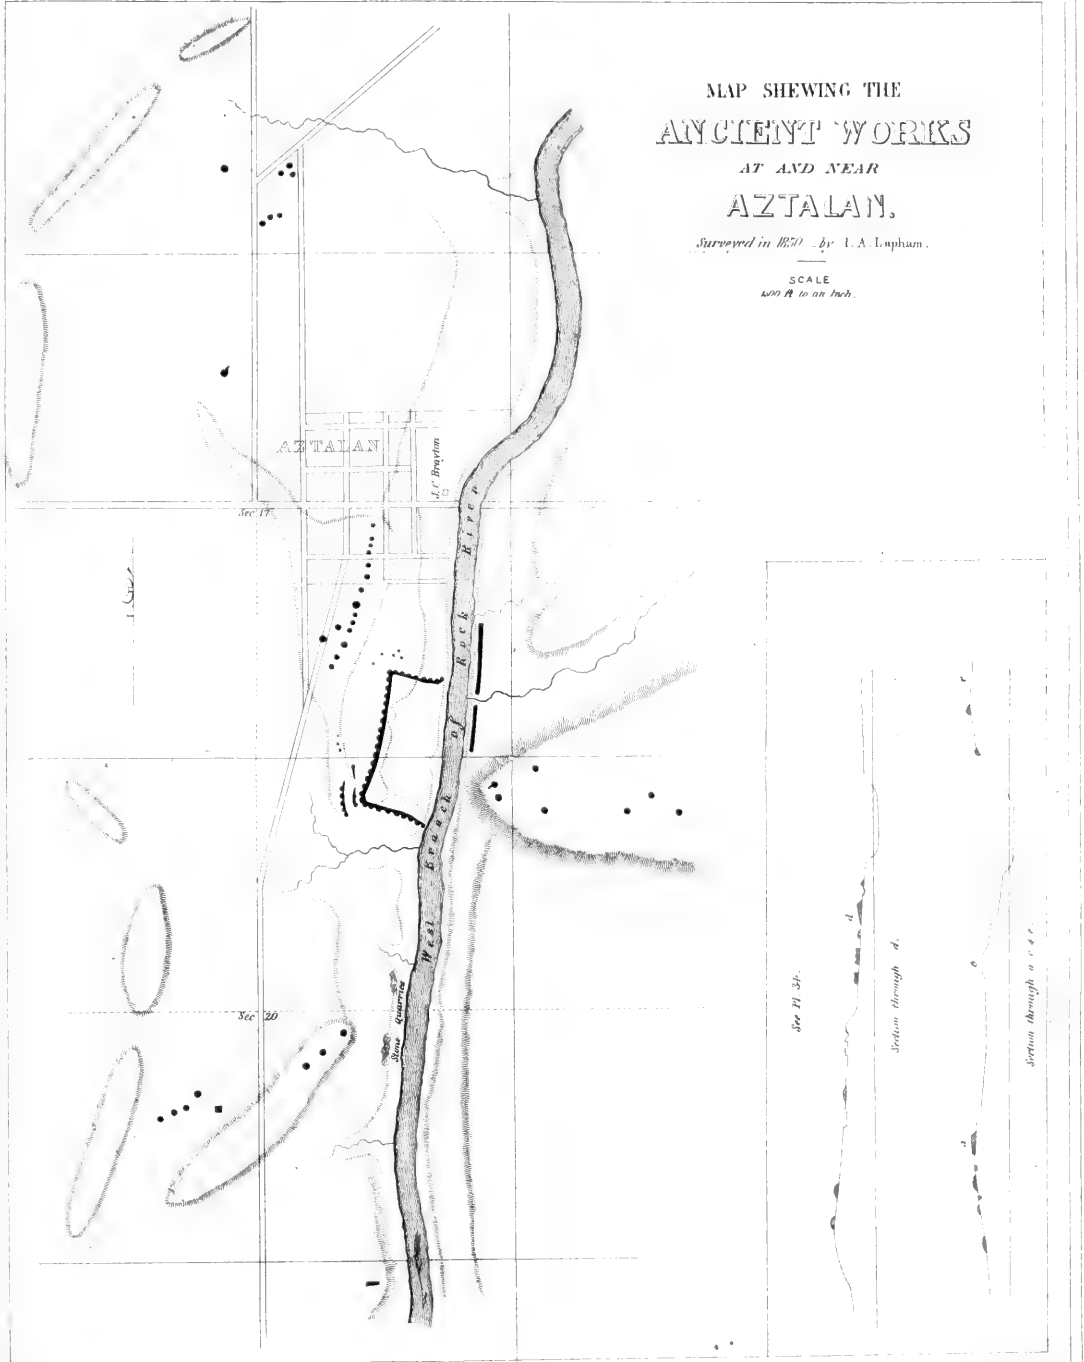 MAP SHEWING THE
ANCIENT WORKS
AT AND NEAR
AZTALAN.
Surveyed in 1850 by I. A. Lapham.
SCALE
ft to an Inch.
AZTALAN
J. C. Brayton
Sec 17
West Branch of Rock River
Sec 20
Stone Quarries
See Pl. 34.
d
Section through d.
Section through a c & e.